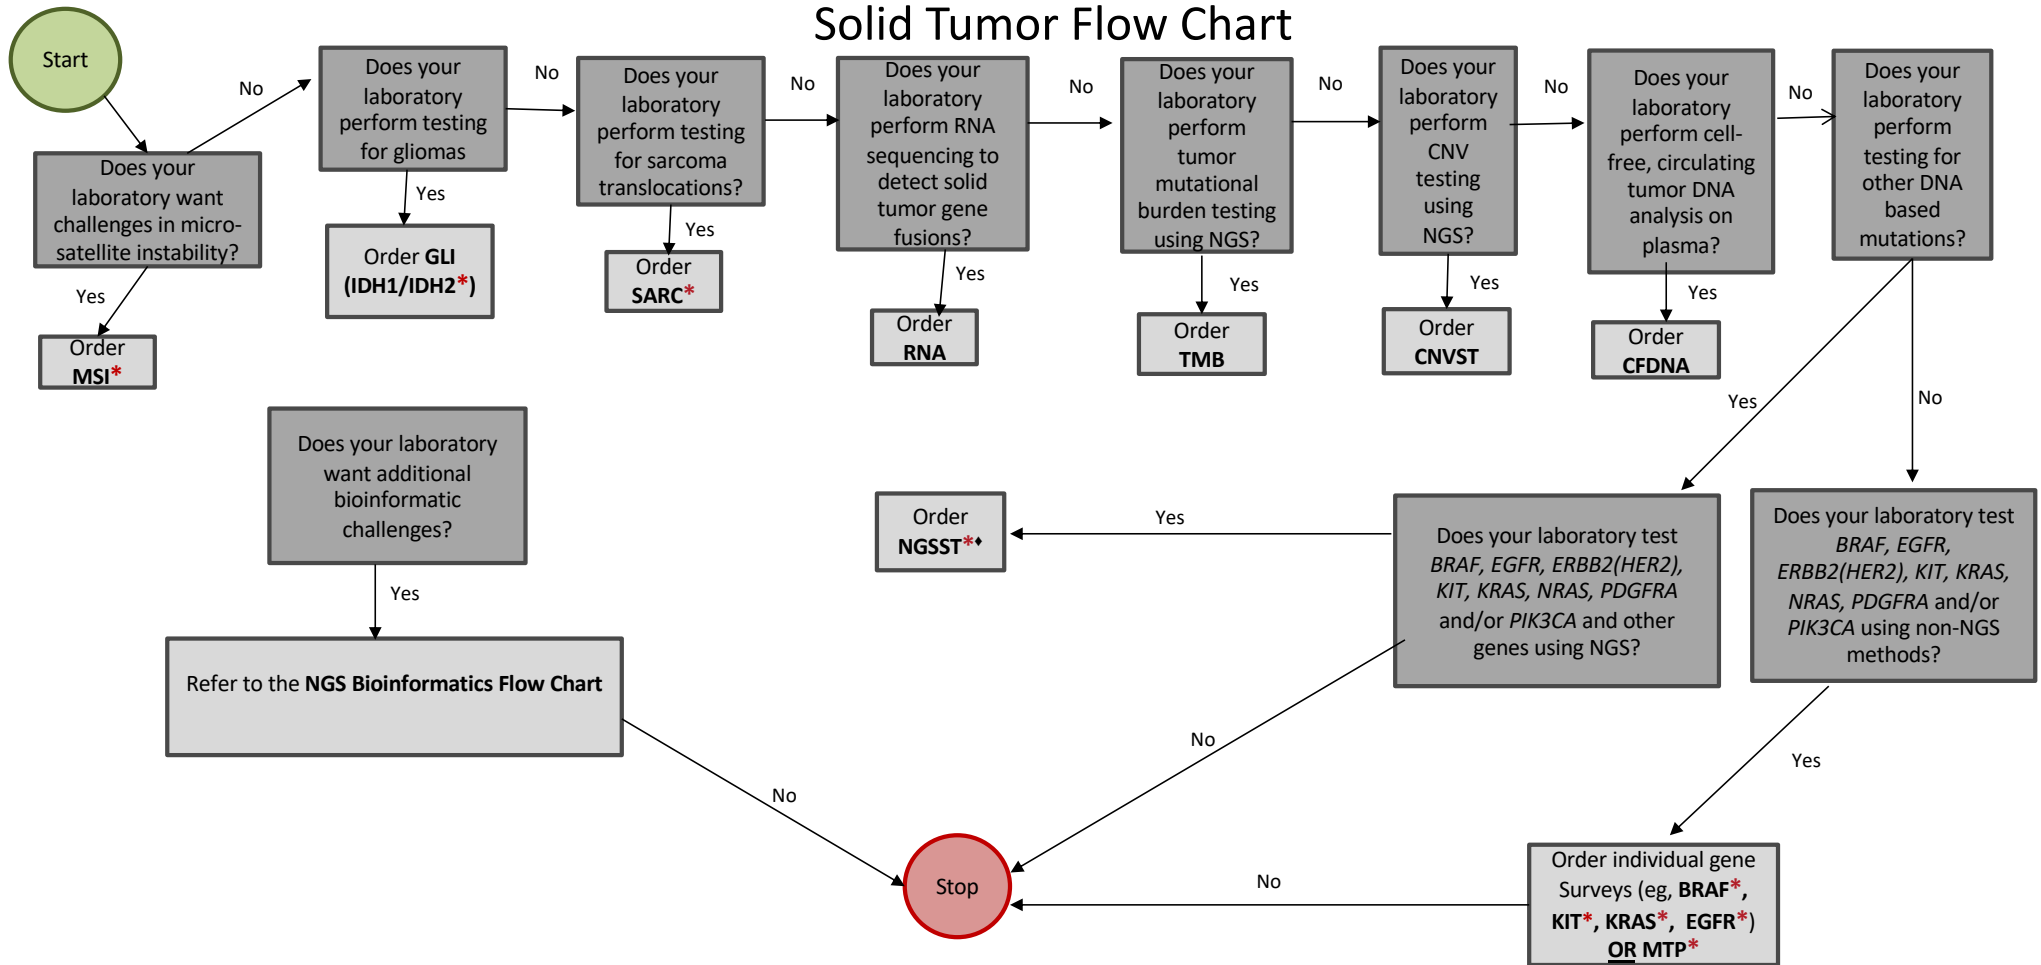 Solid Tumor Flow Chart
Start
Does your
laboratory want
challenges in micro-
satellite instability?
No
Yes
Order
MSI*
Does your
laboratory
perform testing
for gliomas
No
Yes
Order GLI
(IDH1/IDH2*)
Does your
laboratory
perform testing
for sarcoma
translocations?
No
Yes
Order
SARC*
Does your
laboratory
perform RNA
sequencing to
detect solid
tumor gene
fusions?
No
Yes
Order
RNA
Does your
laboratory
perform
tumor
mutational
burden testing
using NGS?
No
Yes
Order
TMB
Does your
laboratory
perform
CNV
testing
using
NGS?
No
Yes
Order
CNVST
Does your
laboratory
perform cell-
free, circulating
tumor DNA
analysis on
plasma?
No
Yes
Order
CFDNA
Does your
laboratory
perform
testing for
other DNA
based
mutations?
Yes
No
Does your laboratory
want additional
bioinformatic
challenges?
Yes
Refer to the NGS Bioinformatics Flow Chart
No
Order
NGSST*♦
Yes
Does your laboratory test
BRAF, EGFR, ERBB2(HER2),
KIT, KRAS, NRAS, PDGFRA
and/or PIK3CA and other
genes using NGS?
No
Does your laboratory test
BRAF, EGFR,
ERBB2(HER2), KIT, KRAS,
NRAS, PDGFRA and/or
PIK3CA using non-NGS
methods?
Yes
Order individual gene
Surveys (eg, BRAF*,
KIT*, KRAS*, EGFR*)
OR MTP*
No
Stop